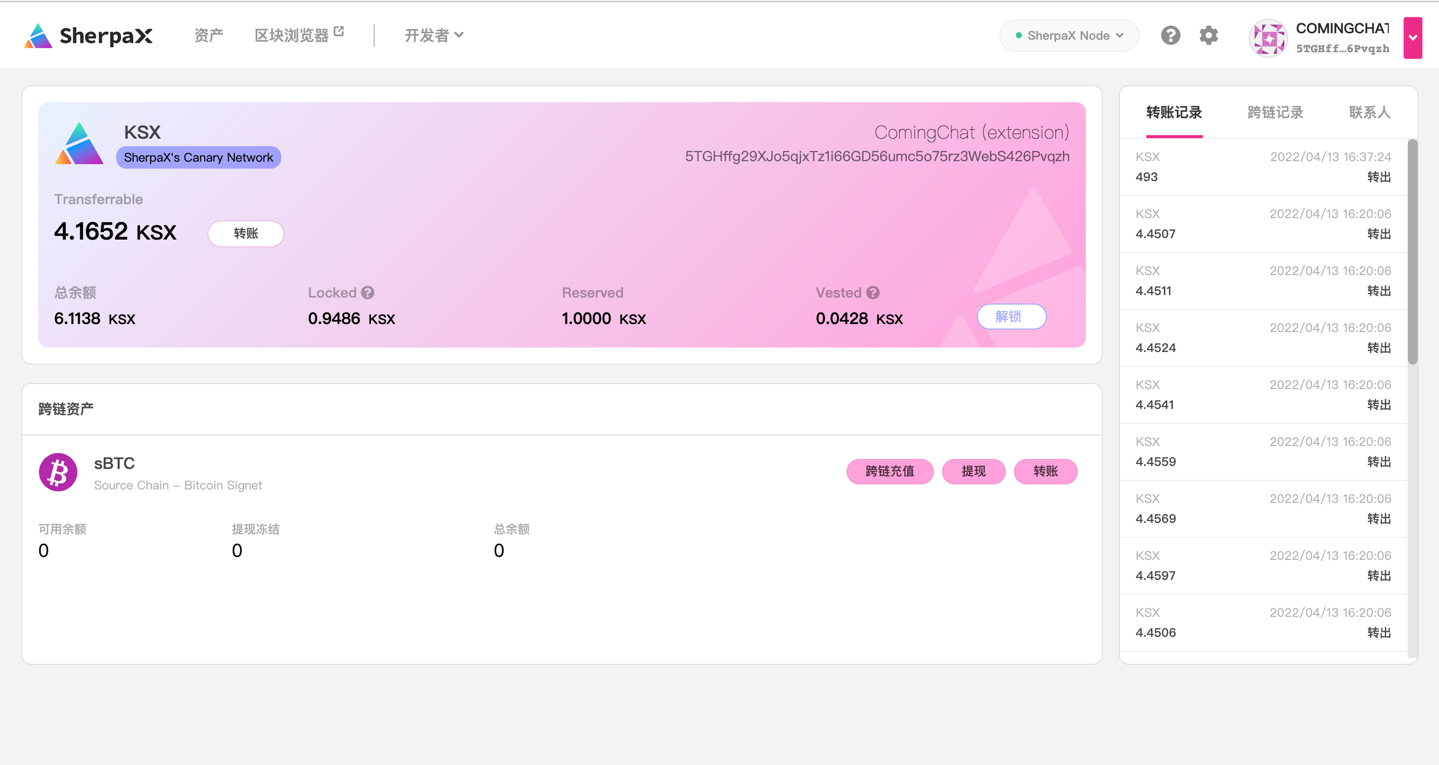 SherpaX
资产
区块浏览器
开发者
SherpaX Node
COMINGCHAT
5TGHff…6Pvqzh
KSX
SherpaX's Canary Network
ComingChat (extension)
5TGHffg29XJo5qjxTz1i66GD56umc5o75rz3WebS426Pvqzh
Transferrable
4.1652 KSX
转账
总余额
6.1138 KSX
Locked
0.9486 KSX
Reserved
1.0000 KSX
Vested
0.0428 KSX
解锁
跨链资产
sBTC
Source Chain – Bitcoin Signet
跨链充值
提现
转账
可用余额
0
提现冻结
0
总余额
0
转账记录
跨链记录
联系人
KSX 2022/04/13 16:37:24
493 转出
KSX 2022/04/13 16:20:06
4.4507 转出
KSX 2022/04/13 16:20:06
4.4511 转出
KSX 2022/04/13 16:20:06
4.4524 转出
KSX 2022/04/13 16:20:06
4.4541 转出
KSX 2022/04/13 16:20:06
4.4559 转出
KSX 2022/04/13 16:20:06
4.4569 转出
KSX 2022/04/13 16:20:06
4.4597 转出
KSX 2022/04/13 16:20:06
4.4506 转出